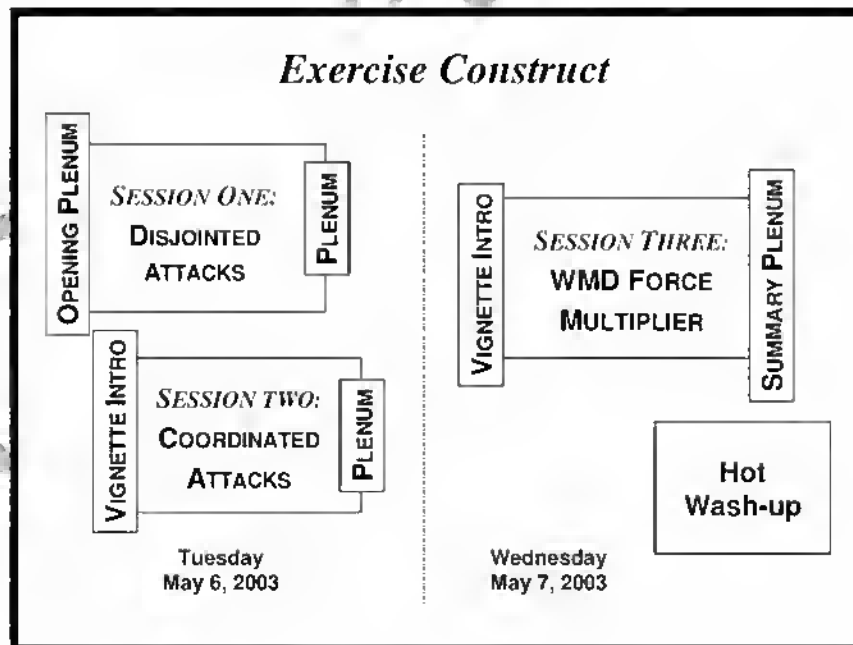 Exercise Construct
OPENING PLENUM
SESSION ONE:
DISJOINTED
ATTACKS
PLENUM
VIGNETTE INTRO
SESSION TWO:
COORDINATED
ATTACKS
PLENUM
Tuesday
May 6, 2003
VIGNETTE INTRO
SESSION THREE:
WMD FORCE
MULTIPLIER
SUMMARY PLENUM
Hot
Wash-up
Wednesday
May 7, 2003